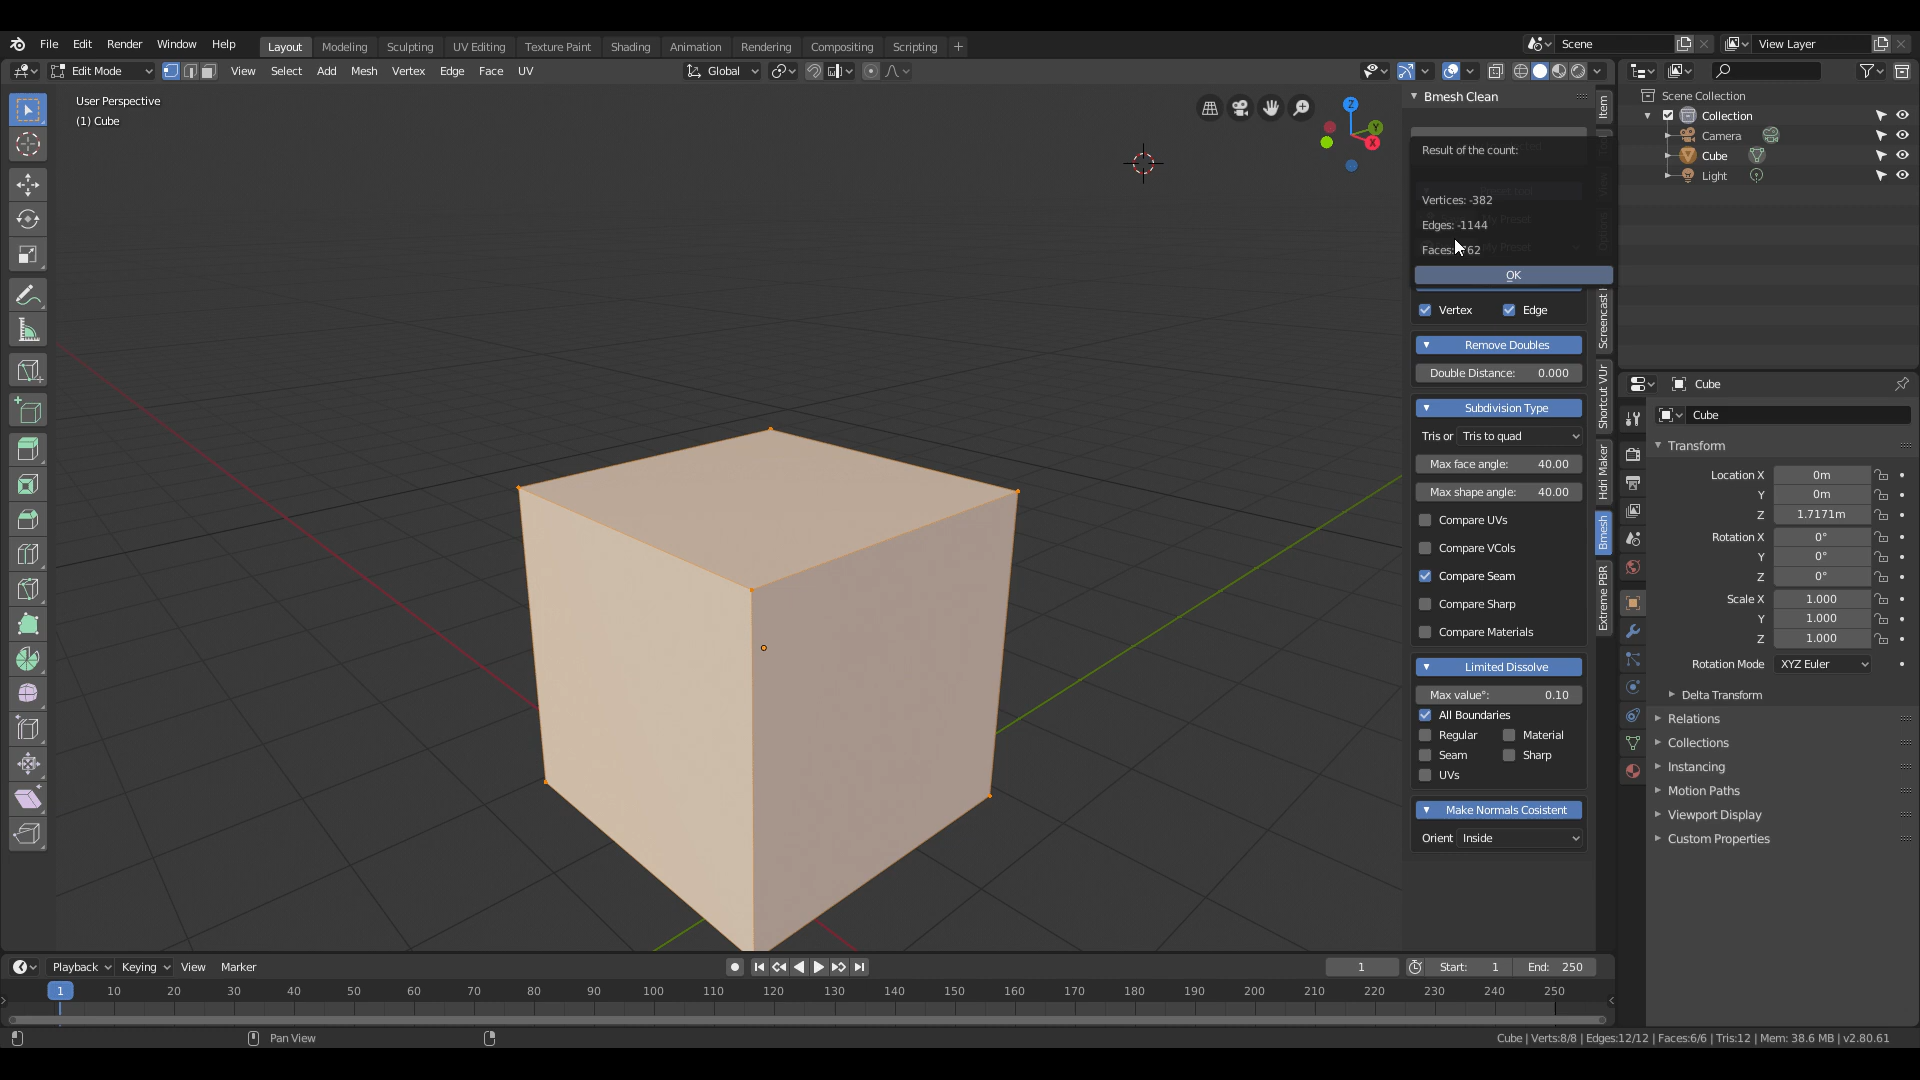 File Edit Render Window Help Layout Modeling Sculpting UV Editing Texture Paint Shading Animation Rendering Compositing Scripting + Scene View Layer
Edit Mode View Select Add Mesh Vertex Edge Face UV Global
User Perspective
(1) Cube
Z
Y
X
Bmesh Clean
Result of the count:
Vertices: -382
Edges: -1144
Faces:
OK
Vertex Edge
Remove Doubles
Double Distance: 0.000
Subdivision Type
Tris or Tris to quad
Max face angle: 40.00
Max shape angle: 40.00
Compare UVs
Compare VCols
Compare Seam
Compare Sharp
Compare Materials
Limited Dissolve
Max value°: 0.10
All Boundaries
Regular Material
Seam Sharp
UVs
Make Normals Cosistent
Orient Inside
Item
Screencast
Shortcut VUr
Hdri Maker
Bmesh
Extreme PBR
Scene Collection
Collection
Camera
Cube
Light
Cube
Cube
Transform
Location X 0m
Y 0m
Z 1.7171m
Rotation X 0°
Y 0°
Z 0°
Scale X 1.000
Y 1.000
Z 1.000
Rotation Mode XYZ Euler
Delta Transform
Relations
Collections
Instancing
Motion Paths
Viewport Display
Custom Properties
Playback Keying View Marker 1 Start: 1 End: 250
1 10 20 30 40 50 60 70 80 90 100 110 120 130 140 150 160 170 180 190 200 210 220 230 240 250
Pan View
Cube | Verts:8/8 | Edges:12/12 | Faces:6/6 | Tris:12 | Mem: 38.6 MB | v2.80.61